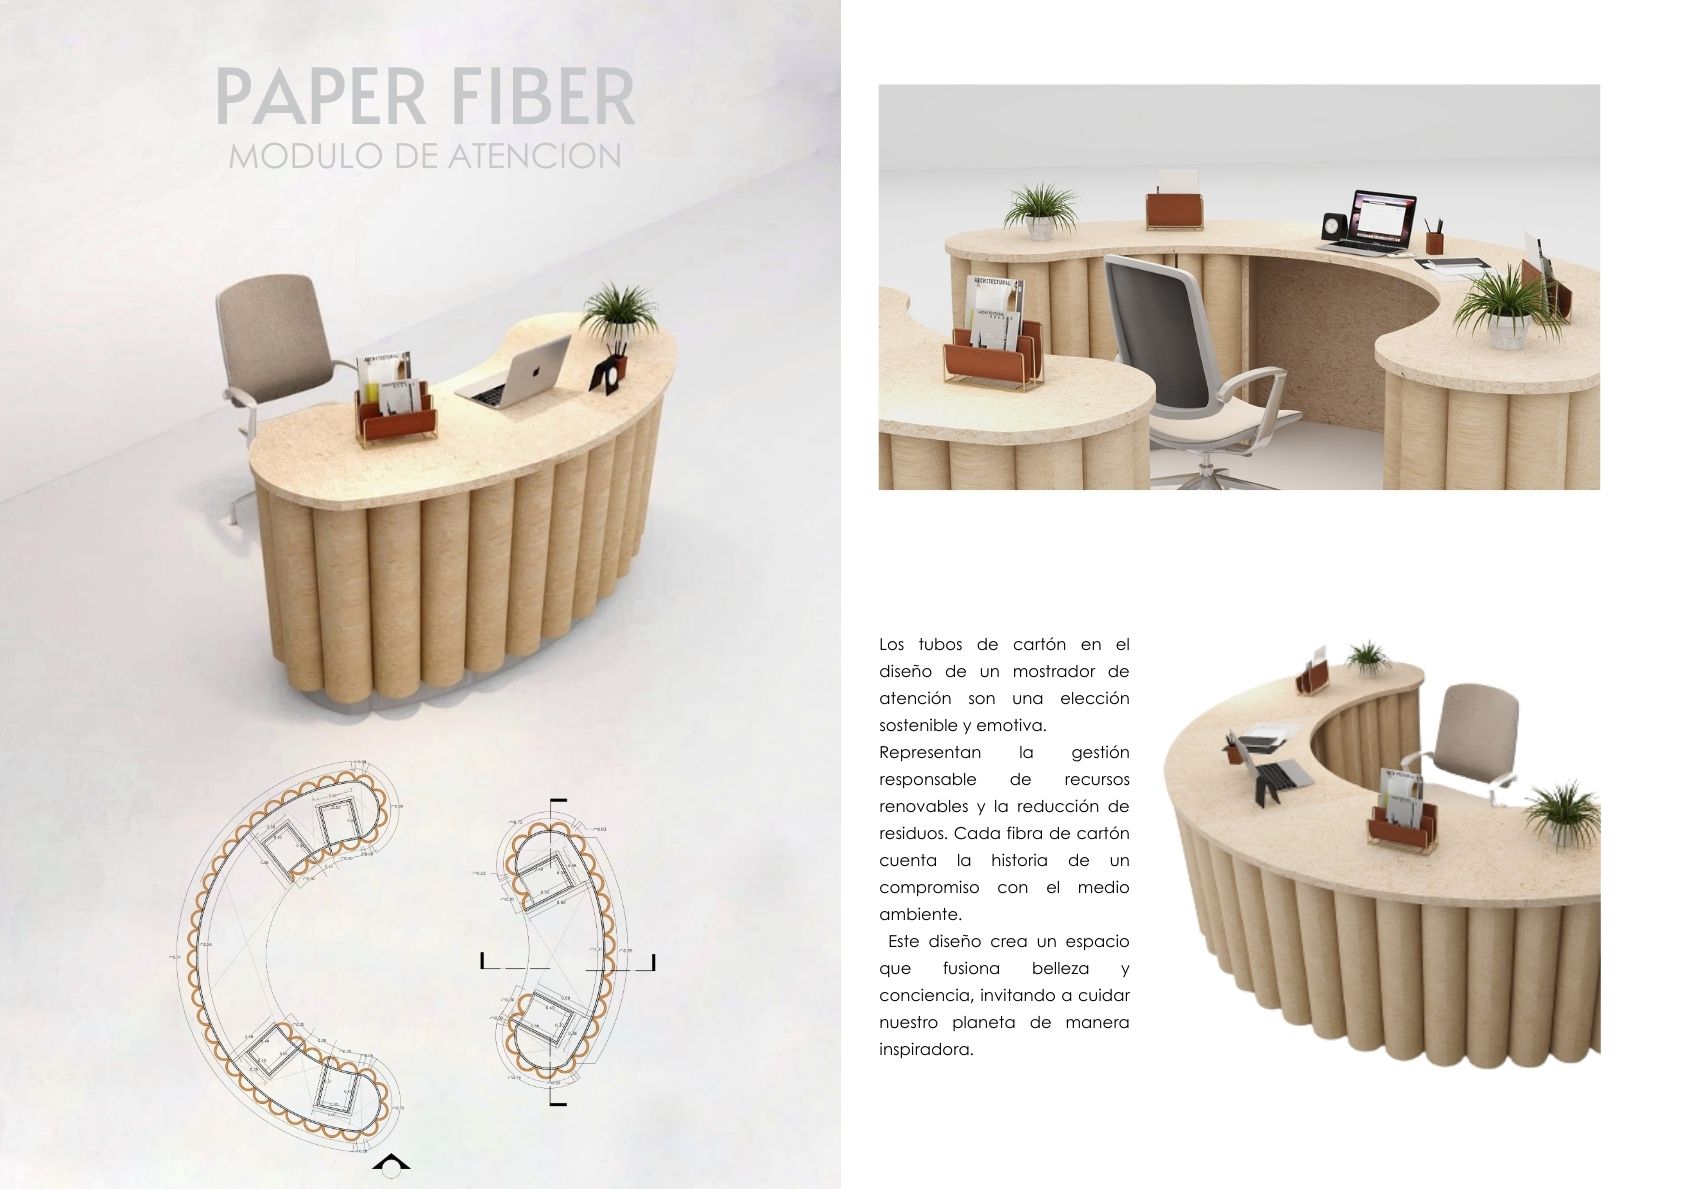 PAPER FIBER
MODULO DE ATENCION
ARCHITECTURAL
ARCHITECTURAL
Los tubos de cartón en el
diseño de un mostrador de
atención son una elección
sostenible y emotiva.
Representan la gestión
responsable de recursos
renovables y la reducción de
residuos. Cada fibra de cartón
cuenta la historia de un
compromiso con el medio
ambiente.
Este diseño crea un espacio
que fusiona belleza y
conciencia, invitando a cuidar
nuestro planeta de manera
inspiradora.